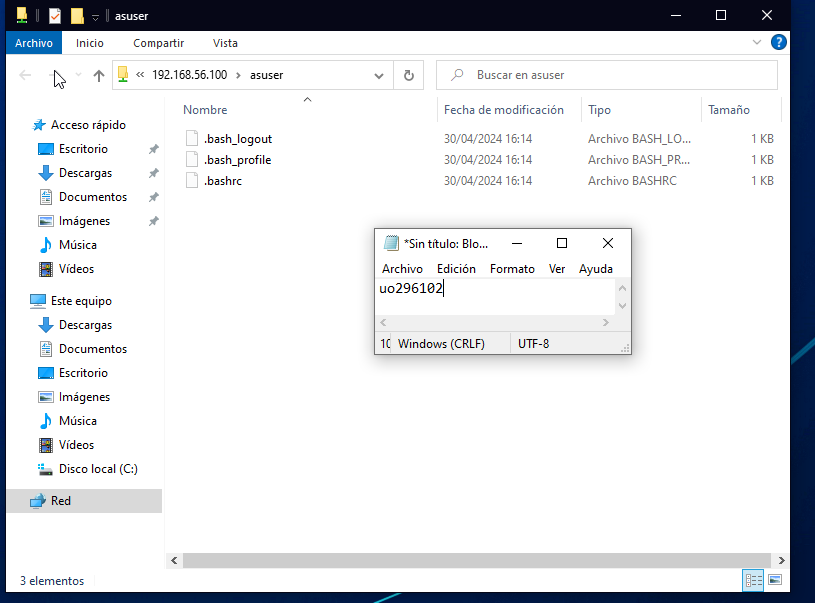 asuser
Archivo Inicio Compartir Vista
192.168.56.100 asuser
Buscar en asuser
Nombre Fecha de modificación Tipo Tamaño
.bash_logout 30/04/2024 16:14 Archivo BASH_LO... 1 KB
.bash_profile 30/04/2024 16:14 Archivo BASH_PR... 1 KB
.bashrc 30/04/2024 16:14 Archivo BASHRC 1 KB
Acceso rápido
Escritorio
Descargas
Documentos
Imágenes
Música
Vídeos
Este equipo
Descargas
Documentos
Escritorio
Imágenes
Música
Vídeos
Disco local (C:)
Red
*Sin título: Blo...
Archivo Edición Formato Ver Ayuda
uo296102
10 Windows (CRLF) UTF-8
3 elementos